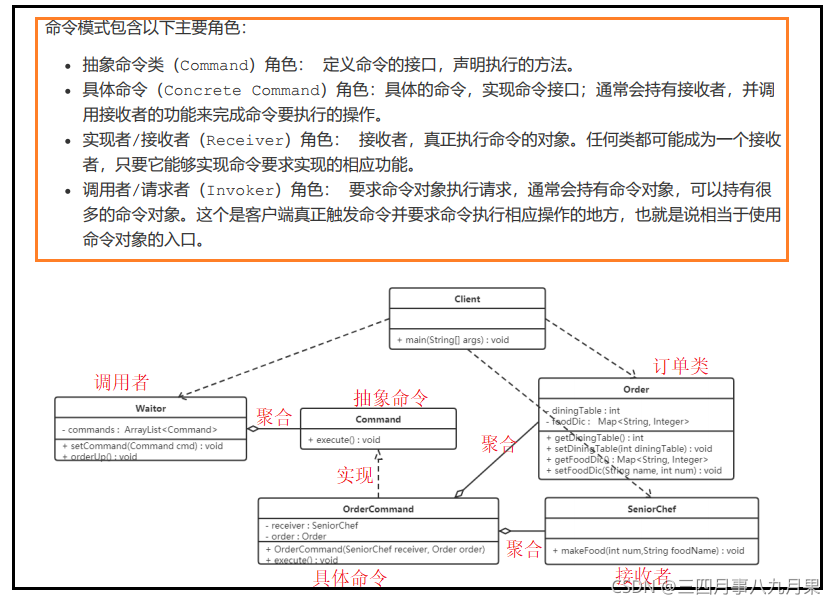 命令模式包含以下主要角色：
抽象命令类（Command）角色： 定义命令的接口，声明执行的方法。
具体命令（Concrete Command）角色：具体的命令，实现命令接口；通常会持有接收者，并调
用接收者的功能来完成命令要执行的操作。
实现者/接收者（Receiver）角色： 接收者，真正执行命令的对象。任何类都可能成为一个接收
者，只要它能够实现命令要求实现的相应功能。
调用者/请求者（Invoker）角色： 要求命令对象执行请求，通常会持有命令对象，可以持有很
多的命令对象。这个是客户端真正触发命令并要求命令执行相应操作的地方，也就是说相当于使用
命令对象的入口。
Client
+ main(String[] args) : void
调用者
Waitor
- commands : ArrayList<Command>
+ setCommand(Command cmd) : void
+ orderUp() : void
聚合
抽象命令
Command
+ execute() : void
订单类
Order
- diningTable : int
- foodDic : Map<String, Integer>
+ getDiningTable() : int
+ setDiningTable(int diningTable) : void
+ getFoodDic() : Map<String, Integer>
+ setFoodDic(String name, int num) : void
聚合
实现
OrderCommand
- receiver : SeniorChef
- order : Order
+ OrderCommand(SeniorChef receiver, Order order)
+ execute() : void
具体命令
聚合
SeniorChef
+ makeFood(int num,String foodName) : void
接收者
CSDN @二四月事八九月果